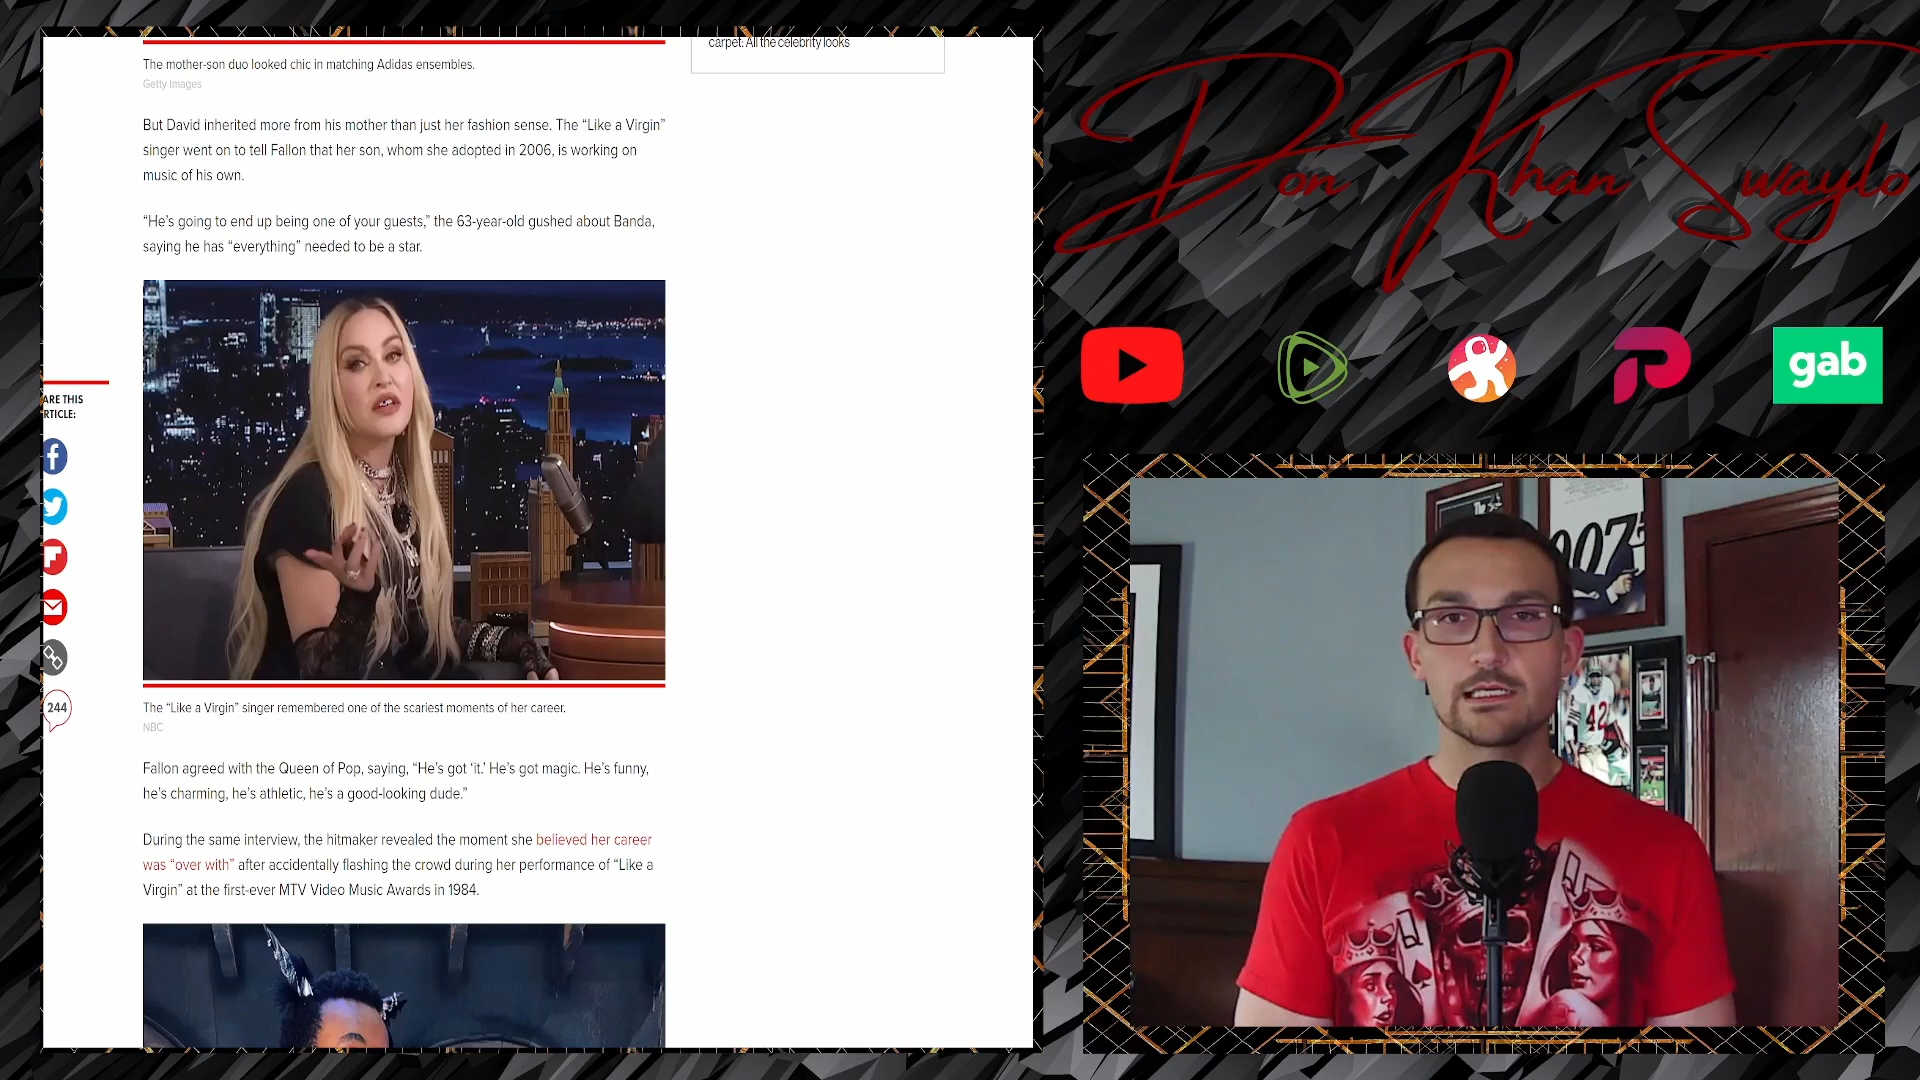 carpet: All the celebrity looks
The mother-son duo looked chic in matching Adidas ensembles.
Getty Images
But David inherited more from his mother than just her fashion sense. The “Like a Virgin”
singer went on to tell Fallon that her son, whom she adopted in 2006, is working on
music of his own.
“He’s going to end up being one of your guests,” the 63-year-old gushed about Banda,
saying he has “everything” needed to be a star.
ARE THIS
RTICLE:
244
The “Like a Virgin” singer remembered one of the scariest moments of her career.
NBC
Fallon agreed with the Queen of Pop, saying, “He’s got ‘it.’ He’s got magic. He’s funny,
he’s charming, he’s athletic, he’s a good-looking dude.”
During the same interview, the hitmaker revealed the moment she believed her career
was “over with” after accidentally flashing the crowd during her performance of “Like a
Virgin” at the first-ever MTV Video Music Awards in 1984.
Don Khan Swaylo
gab
007
42
Q
Q